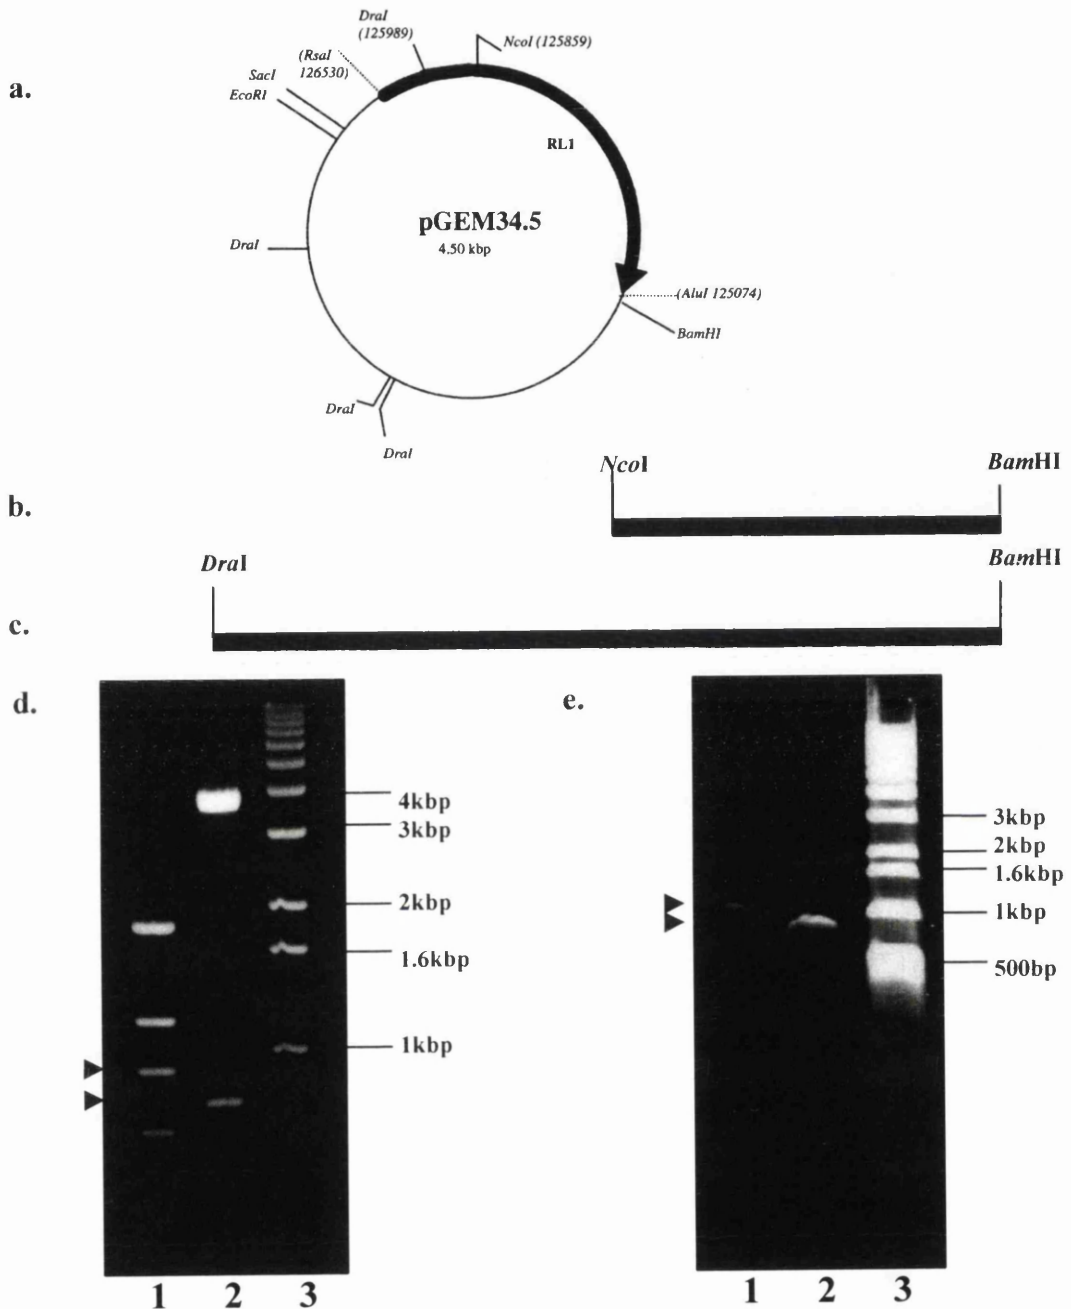 a.
DraI
(125989)
NcoI (125859)
(RsaI
126530)
SacI
EcoRI
RL1
pGEM34.5
4.50 kbp
DraI
(AluI 125074)
BamHI
DraI
DraI
b.
NcoI
BamHI
c.
DraI
BamHI
d.
4kbp
3kbp
2kbp
1.6kbp
1kbp
1 2 3
e.
3kbp
2kbp
1.6kbp
1kbp
500bp
1 2 3